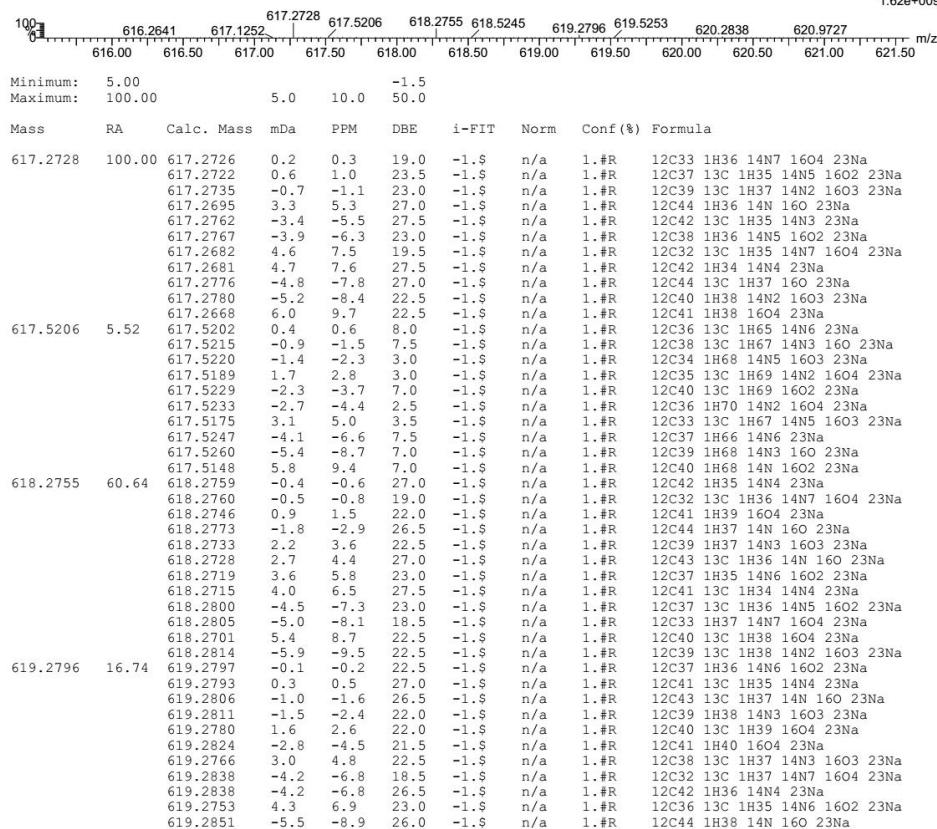 1.62e+009
100
%
0
616.2641 617.1252 617.2728 617.5206 618.2755 618.5245 619.2796 619.5253 620.2838 620.9727
m/z
616.00 616.50 617.00 617.50 618.00 618.50 619.00 619.50 620.00 620.50 621.00 621.50
Minimum: 5.00 -1.5
Maximum: 100.00 5.0 10.0 50.0
Mass RA Calc. Mass mDa PPM DBE i-FIT Norm Conf(%) Formula
617.2728 100.00 617.2726 0.2 0.3 19.0 -1.$ n/a 1.#R 12C33 1H36 14N7 16O4 23Na
617.2722 0.6 1.0 23.5 -1.$ n/a 1.#R 12C37 13C 1H35 14N5 16O2 23Na
617.2735 -0.7 -1.1 23.0 -1.$ n/a 1.#R 12C39 13C 1H37 14N2 16O3 23Na
617.2695 3.3 5.3 27.0 -1.$ n/a 1.#R 12C44 1H36 14N 16O 23Na
617.2762 -3.4 -5.5 27.5 -1.$ n/a 1.#R 12C42 13C 1H35 14N3 23Na
617.2767 -3.9 -6.3 23.0 -1.$ n/a 1.#R 12C38 1H36 14N5 16O2 23Na
617.2682 4.6 7.5 19.5 -1.$ n/a 1.#R 12C32 13C 1H35 14N7 16O4 23Na
617.2681 4.7 7.6 27.5 -1.$ n/a 1.#R 12C42 1H34 14N4 23Na
617.2776 -4.8 -7.8 27.0 -1.$ n/a 1.#R 12C44 13C 1H37 16O 23Na
617.2780 -5.2 -8.4 22.5 -1.$ n/a 1.#R 12C40 1H38 14N2 16O3 23Na
617.2668 6.0 9.7 22.5 -1.$ n/a 1.#R 12C41 1H38 16O4 23Na
617.5206 5.52 617.5202 0.4 0.6 8.0 -1.$ n/a 1.#R 12C36 13C 1H65 14N6 23Na
617.5215 -0.9 -1.5 7.5 -1.$ n/a 1.#R 12C38 13C 1H67 14N3 16O 23Na
617.5220 -1.4 -2.3 3.0 -1.$ n/a 1.#R 12C34 1H68 14N5 16O3 23Na
617.5189 1.7 2.8 3.0 -1.$ n/a 1.#R 12C35 13C 1H69 14N2 16O4 23Na
617.5229 -2.3 -3.7 7.0 -1.$ n/a 1.#R 12C40 13C 1H69 16O2 23Na
617.5233 -2.7 -4.4 2.5 -1.$ n/a 1.#R 12C36 1H70 14N2 16O4 23Na
617.5175 3.1 5.0 3.5 -1.$ n/a 1.#R 12C33 13C 1H67 14N5 16O3 23Na
617.5247 -4.1 -6.6 7.5 -1.$ n/a 1.#R 12C37 1H66 14N6 23Na
617.5260 -5.4 -8.7 7.0 -1.$ n/a 1.#R 12C39 1H68 14N3 16O 23Na
617.5148 5.8 9.4 7.0 -1.$ n/a 1.#R 12C40 1H68 14N 16O2 23Na
618.2755 60.64 618.2759 -0.4 -0.6 27.0 -1.$ n/a 1.#R 12C42 1H35 14N4 23Na
618.2760 -0.5 -0.8 19.0 -1.$ n/a 1.#R 12C32 13C 1H36 14N7 16O4 23Na
618.2746 0.9 1.5 22.0 -1.$ n/a 1.#R 12C41 1H39 16O4 23Na
618.2773 -1.8 -2.9 26.5 -1.$ n/a 1.#R 12C44 1H37 14N 16O 23Na
618.2733 2.2 3.6 22.5 -1.$ n/a 1.#R 12C39 1H37 14N3 16O3 23Na
618.2728 2.7 4.4 27.0 -1.$ n/a 1.#R 12C43 13C 1H36 14N 16O 23Na
618.2719 3.6 5.8 23.0 -1.$ n/a 1.#R 12C37 1H35 14N6 16O2 23Na
618.2715 4.0 6.5 27.5 -1.$ n/a 1.#R 12C41 13C 1H34 14N4 23Na
618.2800 -4.5 -7.3 23.0 -1.$ n/a 1.#R 12C37 13C 1H36 14N5 16O2 23Na
618.2805 -5.0 -8.1 18.5 -1.$ n/a 1.#R 12C33 1H37 14N7 16O4 23Na
618.2701 5.4 8.7 22.5 -1.$ n/a 1.#R 12C40 13C 1H38 16O4 23Na
618.2814 -5.9 -9.5 22.5 -1.$ n/a 1.#R 12C39 13C 1H38 14N2 16O3 23Na
619.2796 16.74 619.2797 -0.1 -0.2 22.5 -1.$ n/a 1.#R 12C37 1H36 14N6 16O2 23Na
619.2793 0.3 0.5 27.0 -1.$ n/a 1.#R 12C41 13C 1H35 14N4 23Na
619.2806 -1.0 -1.6 26.5 -1.$ n/a 1.#R 12C43 13C 1H37 14N 16O 23Na
619.2811 -1.5 -2.4 22.0 -1.$ n/a 1.#R 12C39 1H38 14N3 16O3 23Na
619.2780 1.6 2.6 22.0 -1.$ n/a 1.#R 12C40 13C 1H39 16O4 23Na
619.2824 -2.8 -4.5 21.5 -1.$ n/a 1.#R 12C41 1H40 16O4 23Na
619.2766 3.0 4.8 22.5 -1.$ n/a 1.#R 12C38 13C 1H37 14N3 16O3 23Na
619.2838 -4.2 -6.8 18.5 -1.$ n/a 1.#R 12C32 13C 1H37 14N7 16O4 23Na
619.2838 -4.2 -6.8 26.5 -1.$ n/a 1.#R 12C42 1H36 14N4 23Na
619.2753 4.3 6.9 23.0 -1.$ n/a 1.#R 12C36 13C 1H35 14N6 16O2 23Na
619.2851 -5.5 -8.9 26.0 -1.$ n/a 1.#R 12C44 1H38 14N 16O 23Na